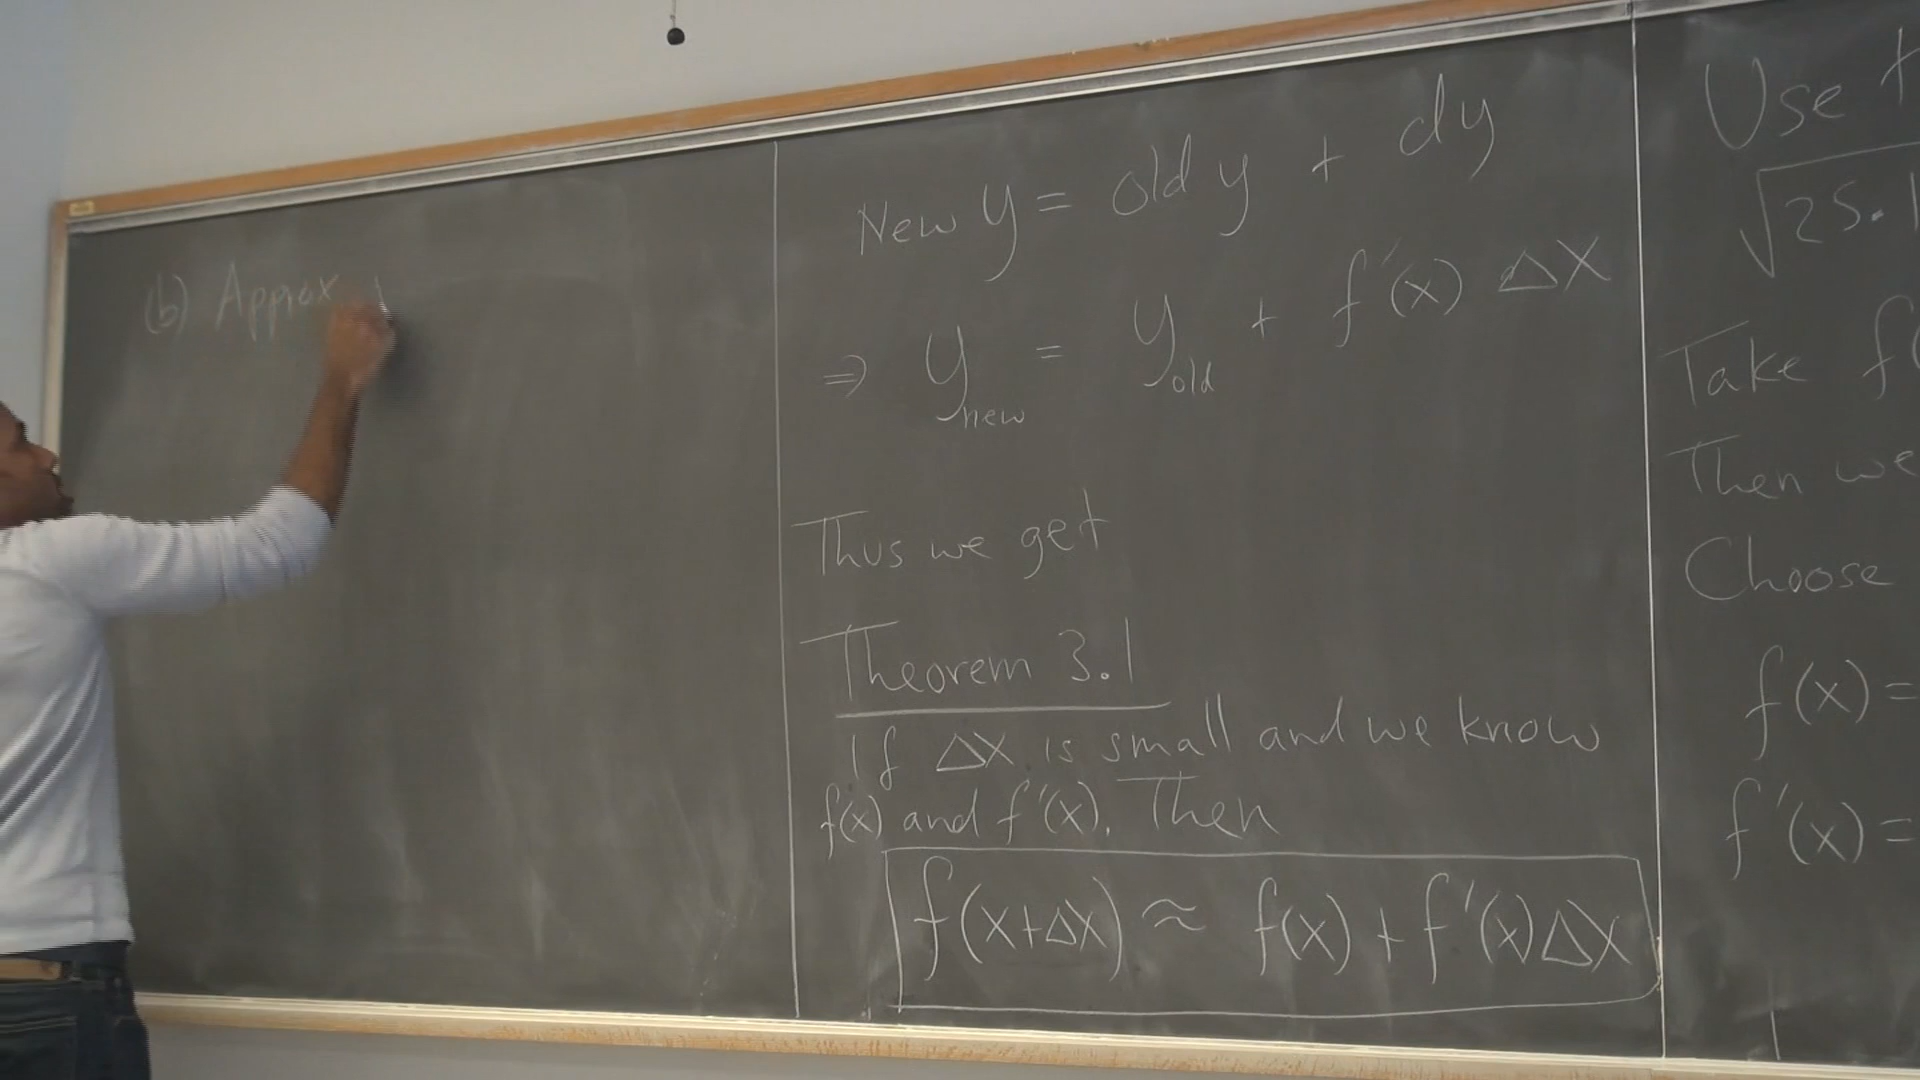 (b) Approx
New y = old y + dy
⇒ y_new = y_old + f'(x) ΔX
Thus we get
Theorem 3.1
If ΔX is small and we know
f(x) and f'(x). Then
f(x+ΔX) ≈ f(x) + f'(x)ΔX
Use
√25.1
Take f(
Then we
Choose
f(x) =
f'(x) =